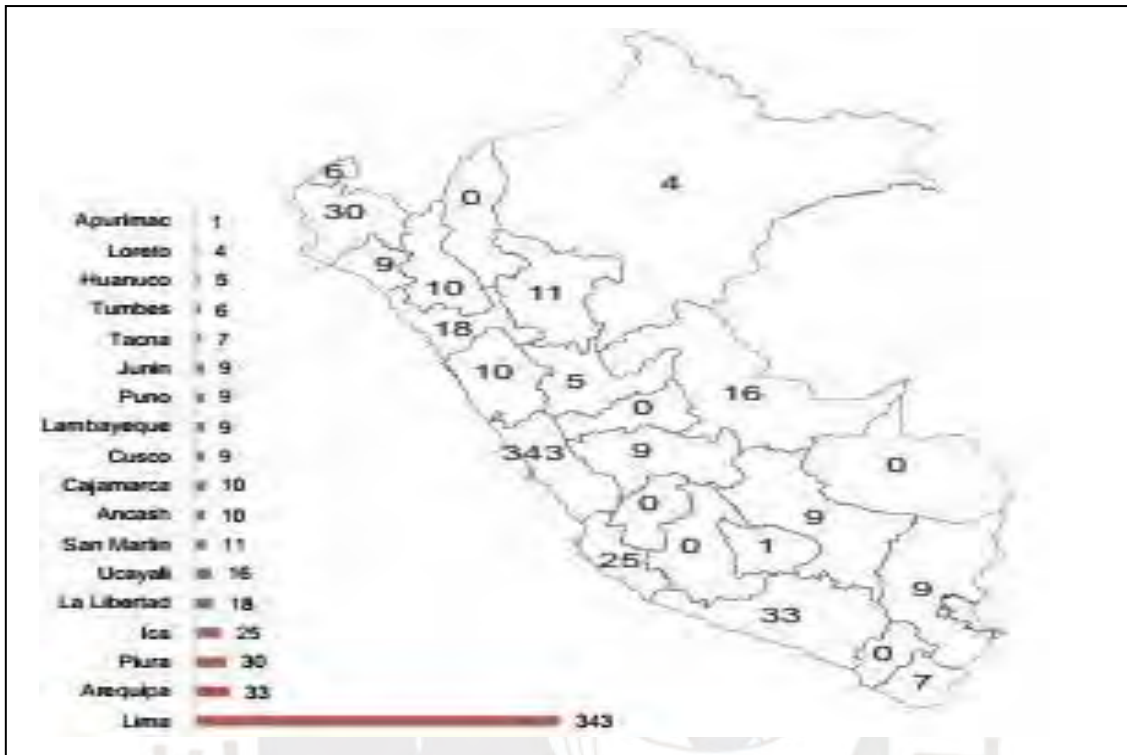 Apurimac 1
Loreto 4
Huanuco 5
Tumbes 6
Tacna 7
Junin 9
Puno 9
Lambayeque 9
Cusco 9
Cajamarca 10
Ancash 10
San Martin 11
Ucayali 16
La Libertad 18
Ica 25
Piura 30
Arequipa 33
Lima 343
6
4
0
30
9
10
11
18
10
5
16
0
343
9
0
0
9
0
1
25
9
33
0
7